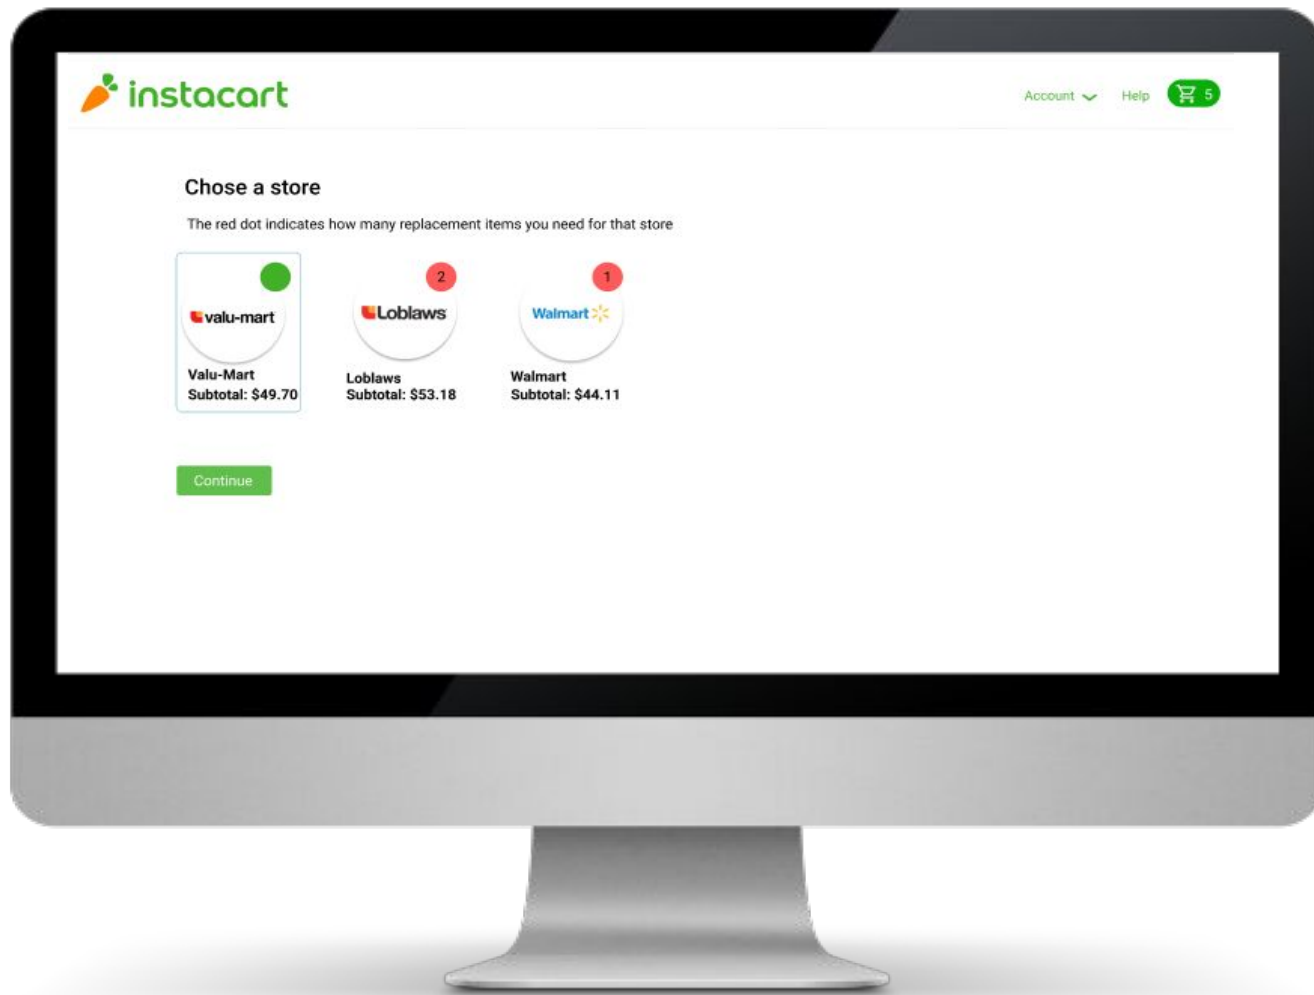 instacart
Account
Help
5
Chose a store
The red dot indicates how many replacement items you need for that store
2
1
valu-mart
Loblaws
Walmart
Valu-Mart
Subtotal: $49.70
Loblaws
Subtotal: $53.18
Walmart
Subtotal: $44.11
Continue